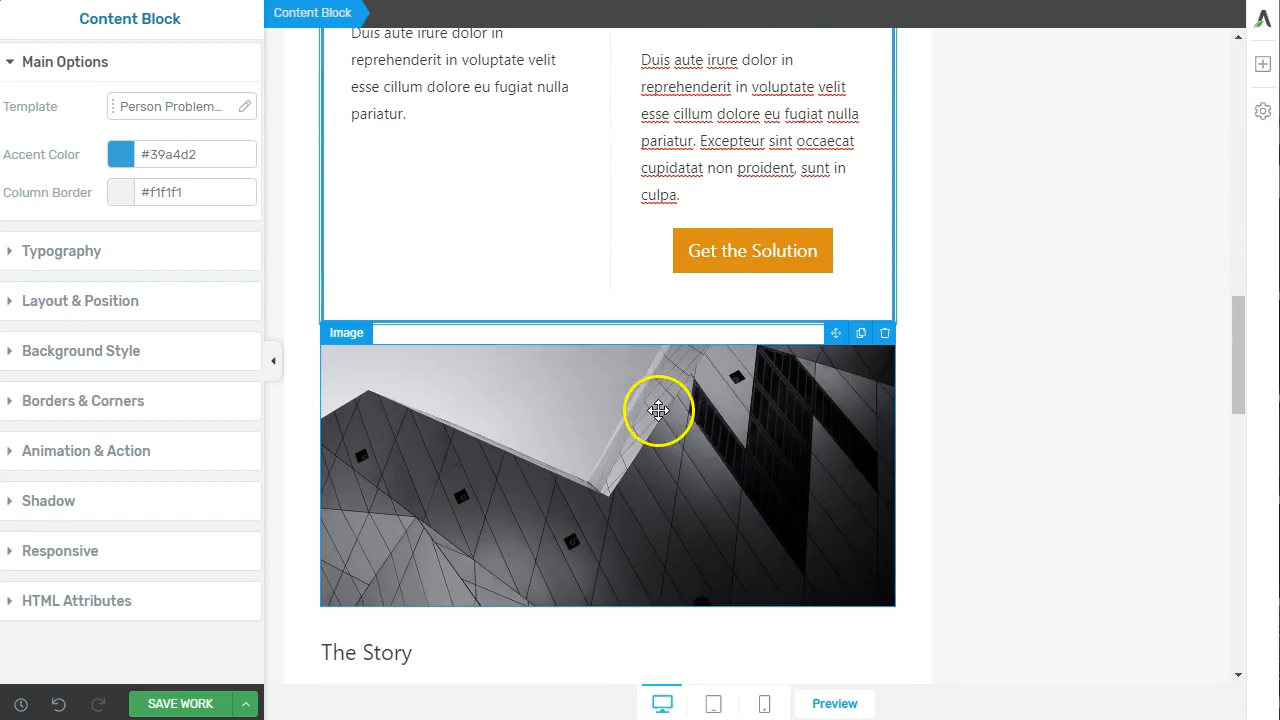 Content Block
Content Block
Main Options
Template
Person Problem...
Accent Color
#39a4d2
Column Border
#f1f1f1
Typography
Layout & Position
Background Style
Borders & Corners
Animation & Action
Shadow
Responsive
HTML Attributes
SAVE WORK
Duis aute irure dolor in
reprehenderit in voluptate velit
esse cillum dolore eu fugiat nulla
pariatur.
Duis aute irure dolor in
reprehenderit in voluptate velit
esse cillum dolore eu fugiat nulla
pariatur. Excepteur sint occaecat
cupidatat non proident, sunt in
culpa.
Get the Solution
Image
The Story
Preview